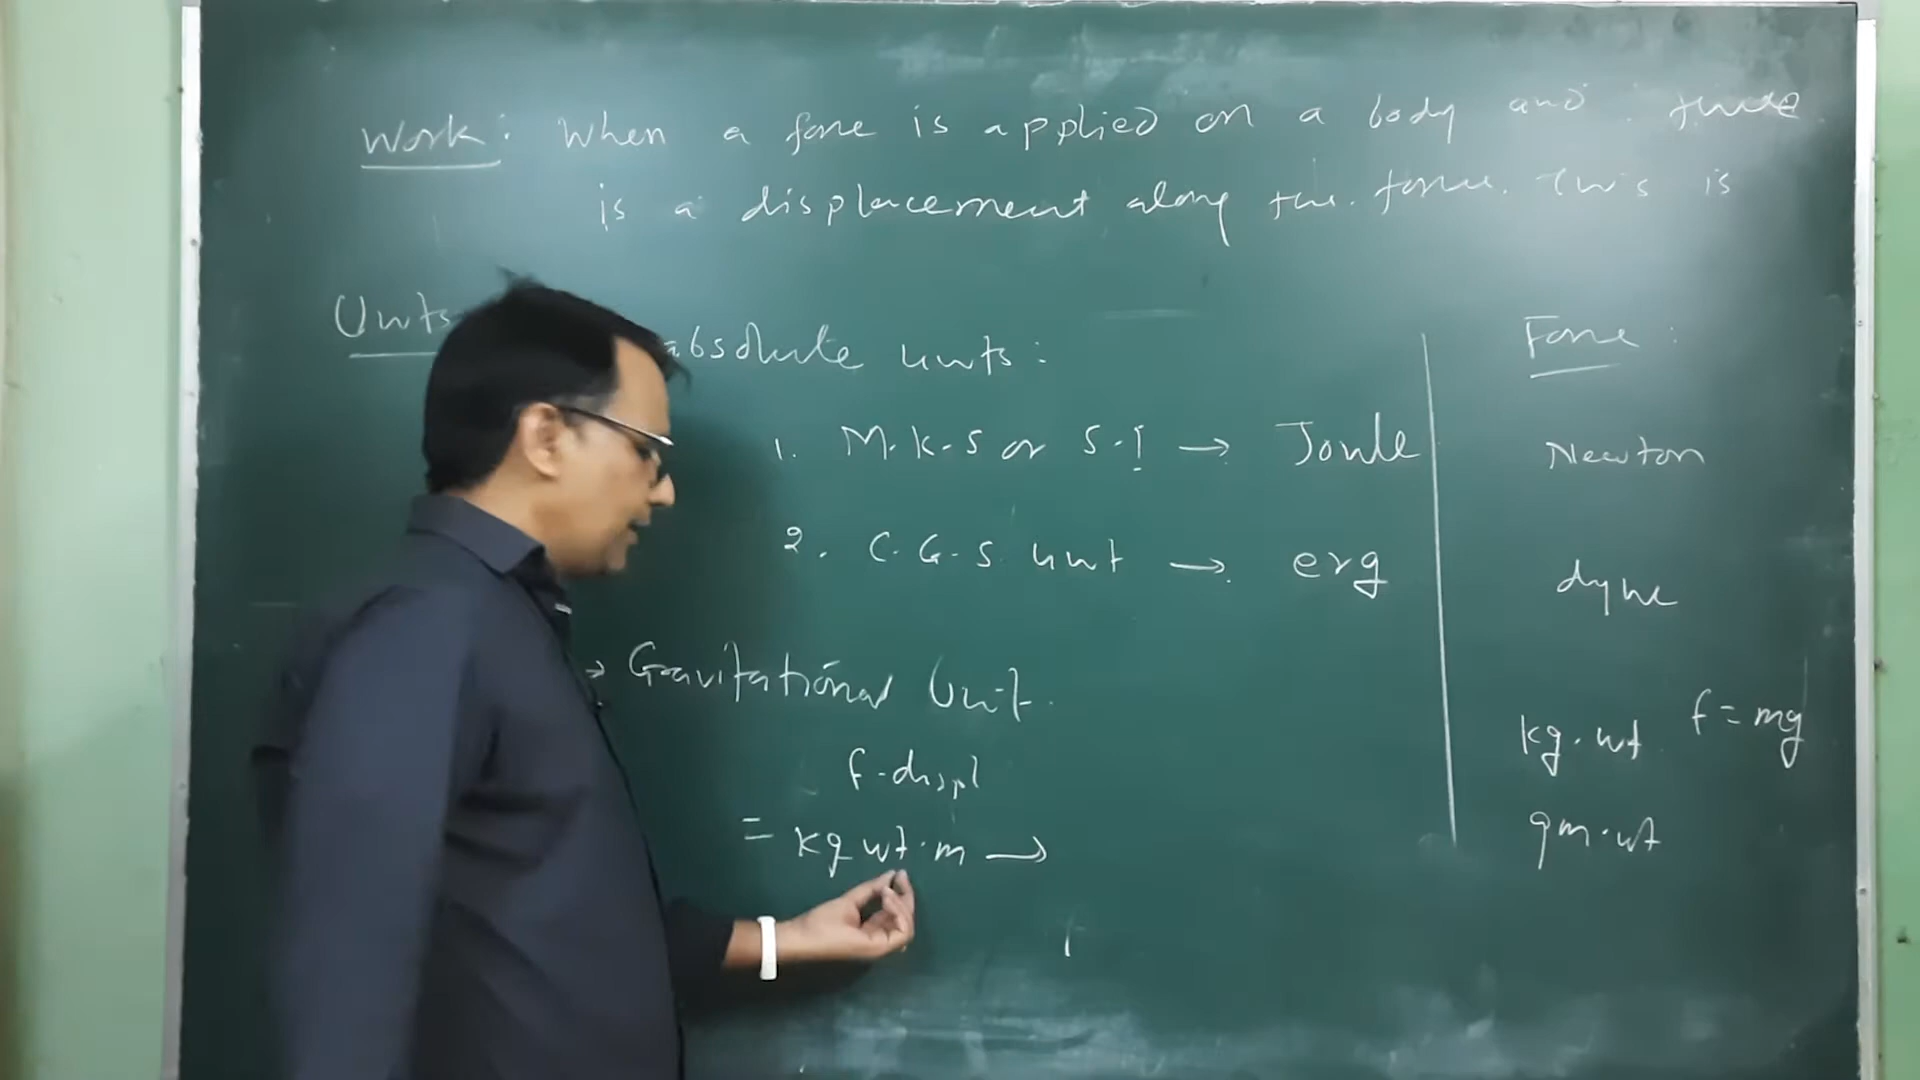 Work: When a force is applied on a body and there
is a displacement along the force. This is
Units
absolute units:
1. M.K.S or S.I → Joule
2. C.G.S. unt → erg
→ Gravitational Unit.
f-displ
= kg wt.m →
Force:
Newton
dyne
kg.wt f = mg
gm.wt